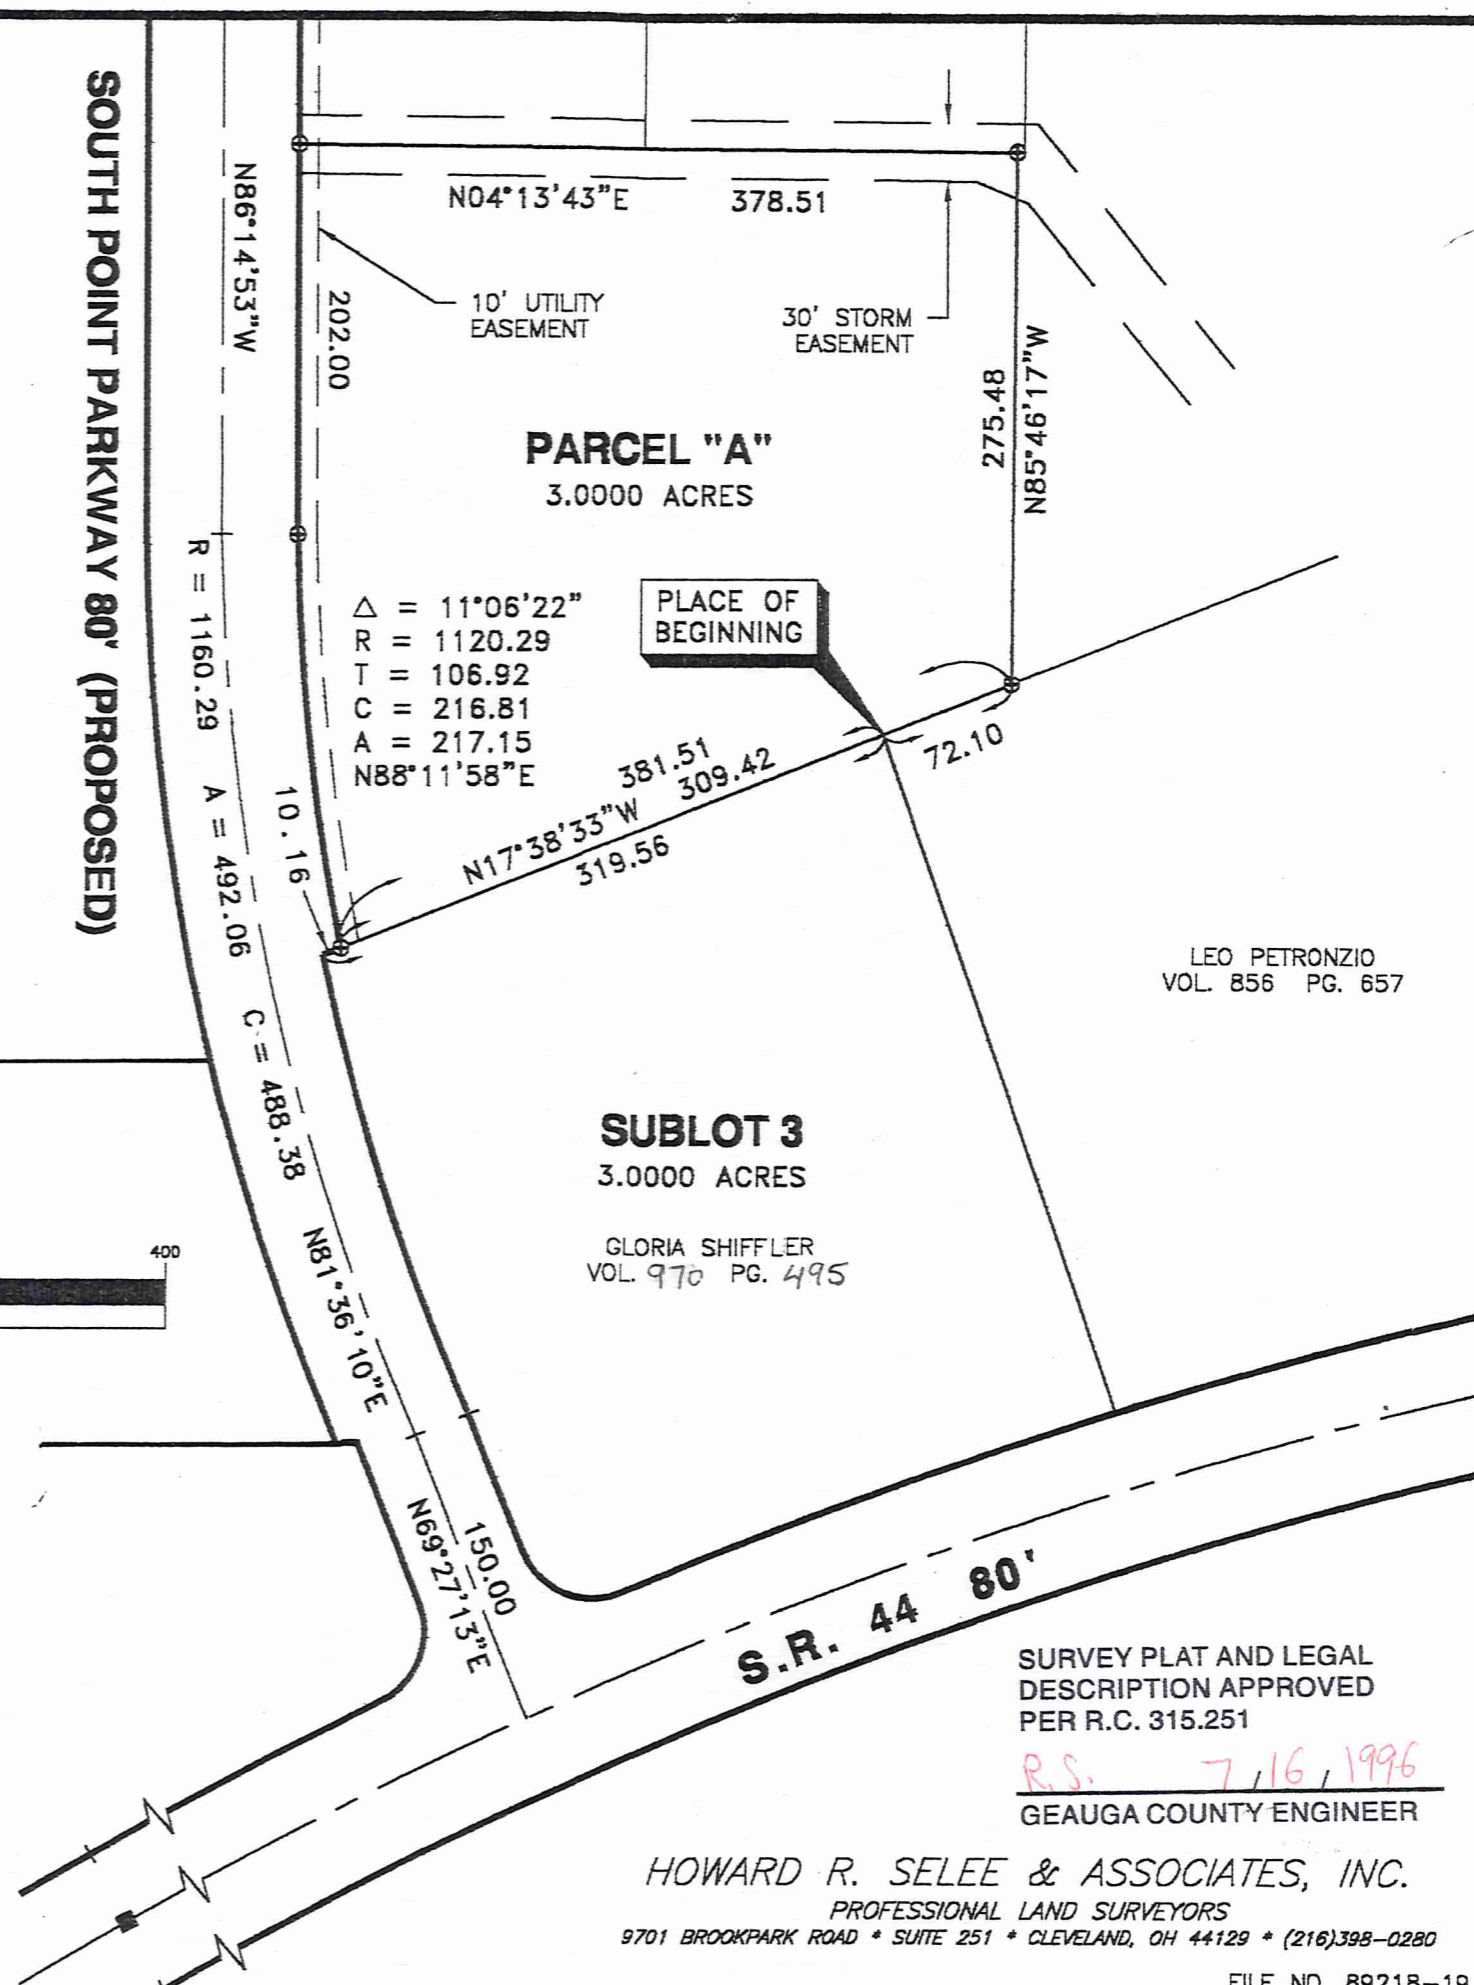 SOUTH POINT PARKWAY 80' (PROPOSED)
N86°14'53"W
N04°13'43"E 378.51
202.00
10' UTILITY
EASEMENT
30' STORM
EASEMENT
275.48
N85°46'17"W
PARCEL "A"
3.0000 ACRES
R = 1160.29 A = 492.06 C = 488.38 N81°36'10"E
Δ = 11°06'22"
R = 1120.29
T = 106.92
C = 216.81
A = 217.15
N88°11'58"E
PLACE OF
BEGINNING
381.51
309.42
N17°38'33"W
319.56
72.10
10.16
LEO PETRONZIO
VOL. 856 PG. 657
SUBLOT 3
3.0000 ACRES
GLORIA SHIFFLER
VOL. 970 PG. 495
400
150.00
N69°27'13"E
S.R. 44 80'
SURVEY PLAT AND LEGAL
DESCRIPTION APPROVED
PER R.C. 315.251
R.S. 7/16/1996
GEAUGA COUNTY ENGINEER
HOWARD R. SELEE & ASSOCIATES, INC.
PROFESSIONAL LAND SURVEYORS
9701 BROOKPARK ROAD * SUITE 251 * CLEVELAND, OH 44129 * (216)398-0280
FILE NO. 89218-19